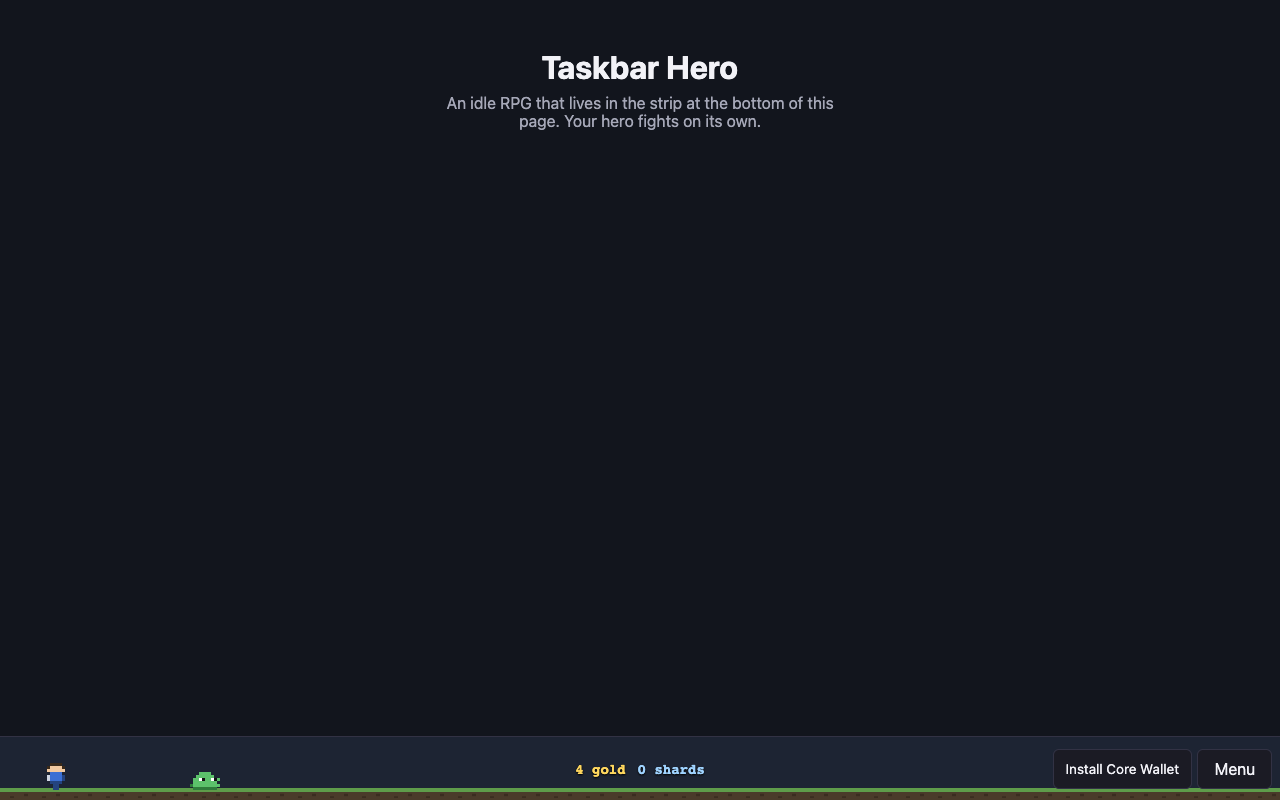 Taskbar Hero
An idle RPG that lives in the strip at the bottom of this
page. Your hero fights on its own.
4 gold 0 shards
Install Core Wallet
Menu